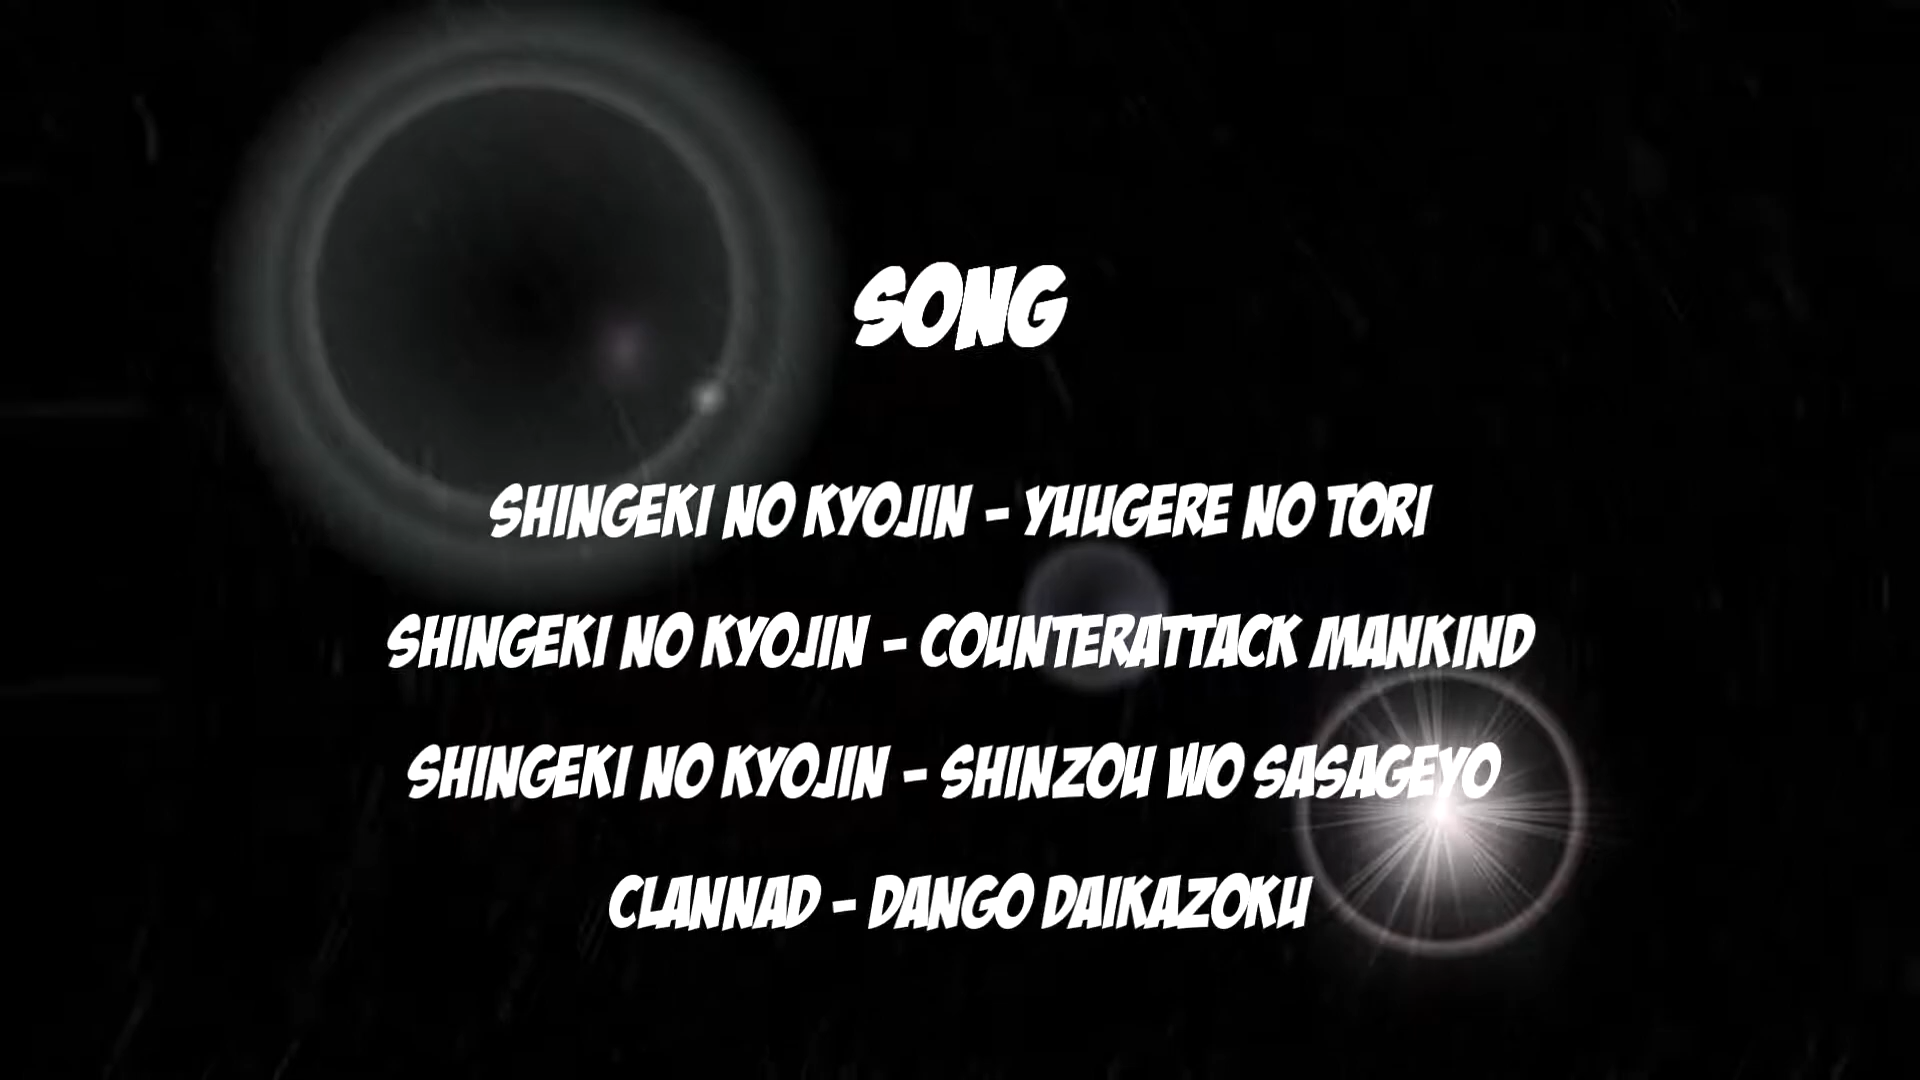 SONG
SHINGEKI NO KYOJIN - YUUGERE NO TORI
SHINGEKI NO KYOJIN - COUNTERATTACK MANKIND
SHINGEKI NO KYOJIN - SHINZOU WO SASAGEYO
CLANNAD - DANGO DAIKAZOKU